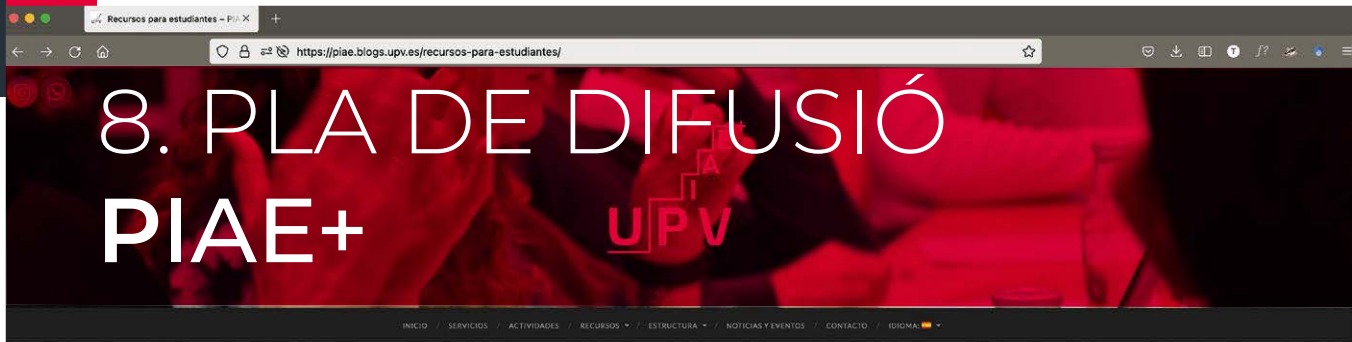 Recursos para estudiantes – PIA
https://piae.blogs.upv.es/recursos-para-estudiantes/
8. PLA DE DIFUSIÓ
PIAE+
E+
A
I
UPV
INICIO / SERVICIOS / ACTIVIDADES / RECURSOS / ESTRUCTURA / NOTICIAS Y EVENTOS / CONTACTO / IDIOMA: